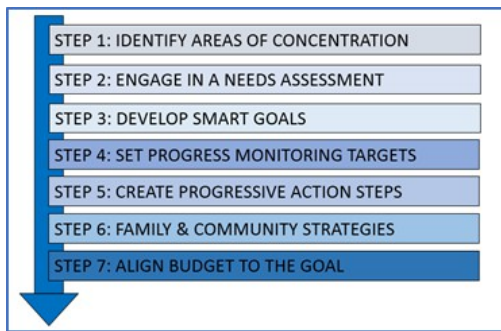 STEP 1: IDENTIFY AREAS OF CONCENTRATION
STEP 2: ENGAGE IN A NEEDS ASSESSMENT
STEP 3: DEVELOP SMART GOALS
STEP 4: SET PROGRESS MONITORING TARGETS
STEP 5: CREATE PROGRESSIVE ACTION STEPS
STEP 6: FAMILY & COMMUNITY STRATEGIES
STEP 7: ALIGN BUDGET TO THE GOAL